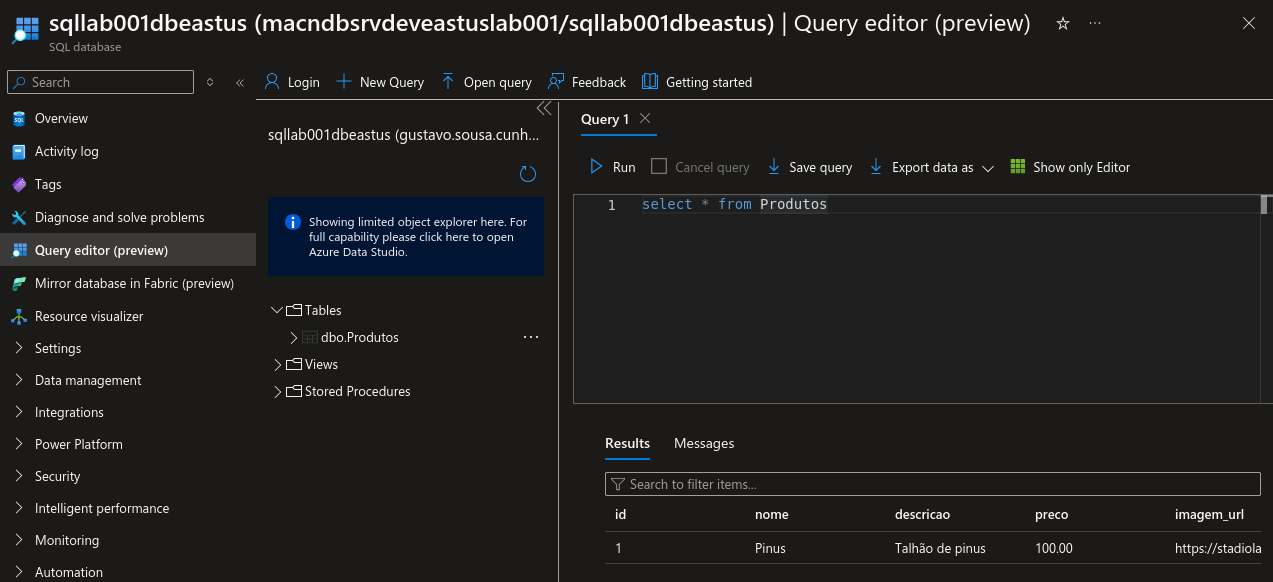 sqllab001dbeastus (macndbsrvdeveastuslab001/sqllab001dbeastus) | Query editor (preview)
SQL database
Search
Login
New Query
Open query
Feedback
Getting started
Overview
Activity log
Tags
Diagnose and solve problems
Query editor (preview)
Mirror database in Fabric (preview)
Resource visualizer
Settings
Data management
Integrations
Power Platform
Security
Intelligent performance
Monitoring
Automation
sqllab001dbeastus (gustavo.sousa.cunh...
Showing limited object explorer here. For
full capability please click here to open
Azure Data Studio.
Tables
dbo.Produtos
Views
Stored Procedures
Query 1
Run
Cancel query
Save query
Export data as
Show only Editor
1 select * from Produtos
Results
Messages
Search to filter items...
id nome descricao preco imagem_url
1 Pinus Talhão de pinus 100.00 https://stadiola